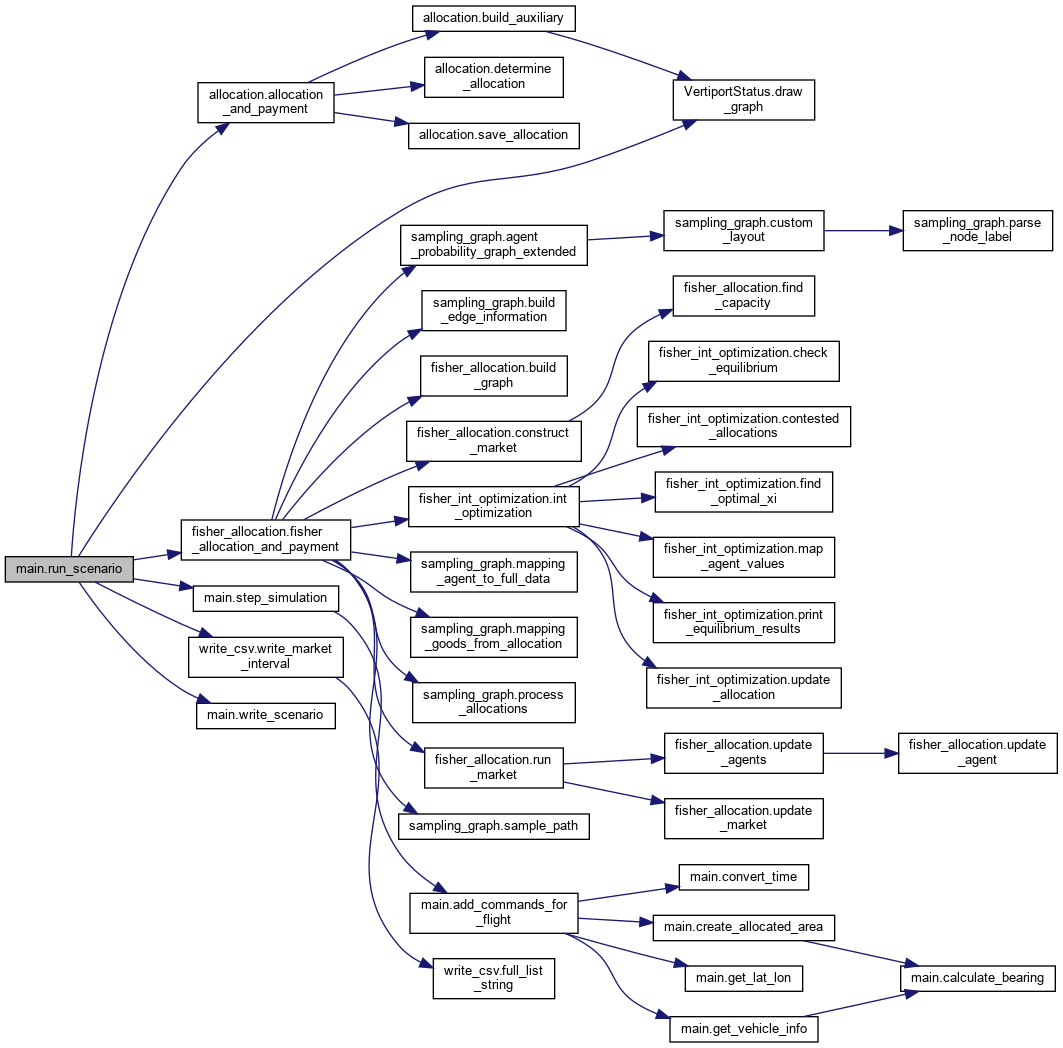 allocation.build_auxiliary
allocation.determine
_allocation
allocation.allocation
_and_payment
VertiportStatus.draw
_graph
allocation.save_allocation
sampling_graph.agent
_probability_graph_extended
sampling_graph.custom
_layout
sampling_graph.parse
_node_label
sampling_graph.build
_edge_information
fisher_allocation.find
_capacity
fisher_allocation.build
_graph
fisher_int_optimization.check
_equilibrium
fisher_allocation.construct
_market
fisher_int_optimization.contested
_allocations
fisher_int_optimization.int
_optimization
fisher_int_optimization.find
_optimal_xi
fisher_allocation.fisher
_allocation_and_payment
main.run_scenario
sampling_graph.mapping
_agent_to_full_data
fisher_int_optimization.map
_agent_values
main.step_simulation
sampling_graph.mapping
_goods_from_allocation
fisher_int_optimization.print
_equilibrium_results
write_csv.write_market
_interval
sampling_graph.process
_allocations
fisher_int_optimization.update
_allocation
main.write_scenario
fisher_allocation.run
_market
fisher_allocation.update
_agents
fisher_allocation.update
_agent
sampling_graph.sample_path
fisher_allocation.update
_market
main.add_commands_for
_flight
main.convert_time
main.create_allocated_area
write_csv.full_list
_string
main.get_lat_lon
main.calculate_bearing
main.get_vehicle_info